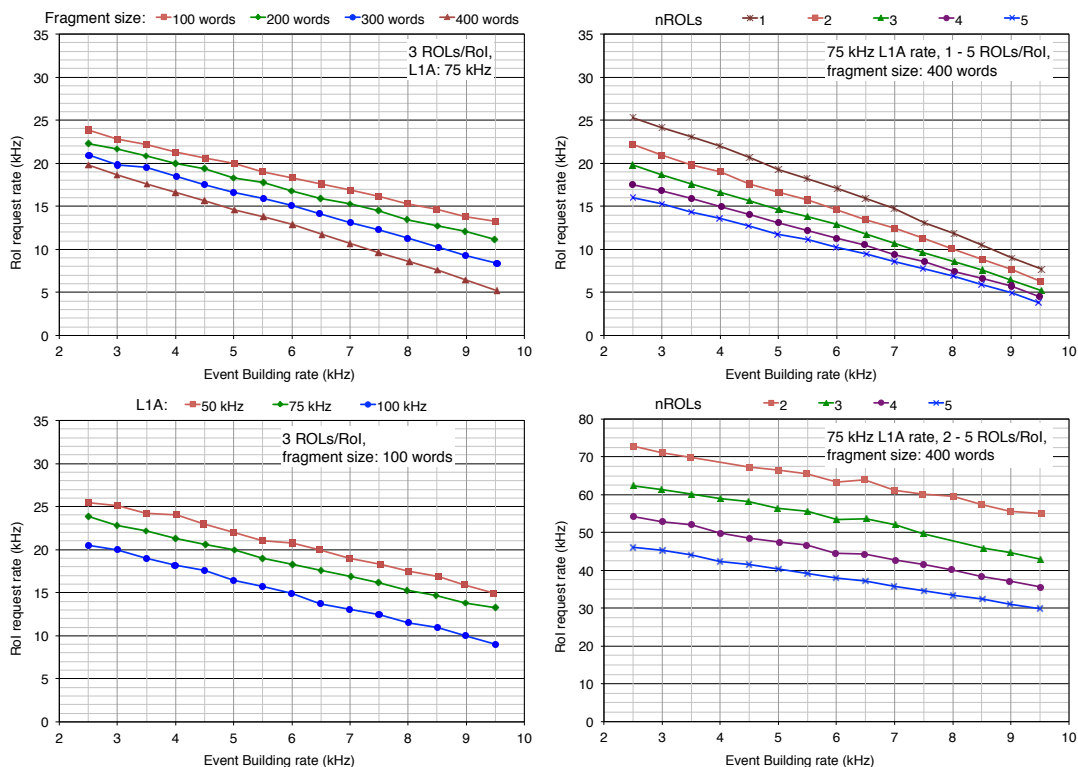 Fragment size: 100 words 200 words 300 words 400 words
35
30
25
20
15
10
5
0
RoI request rate (kHz)
3 ROLs/RoI,
L1A: 75 kHz
2 3 4 5 6 7 8 9 10
Event Building rate (kHz)
nROLs 1 2 3 4 5
35
30
25
20
15
10
5
0
RoI request rate (kHz)
75 kHz L1A rate, 1 - 5 ROLs/RoI,
fragment size: 400 words
2 3 4 5 6 7 8 9 10
Event Building rate (kHz)
L1A: 50 kHz 75 kHz 100 kHz
35
30
25
20
15
10
5
0
RoI request rate (kHz)
3 ROLs/RoI,
fragment size: 100 words
2 3 4 5 6 7 8 9 10
Event Building rate (kHz)
nROLs 2 3 4 5
80
70
60
50
40
30
20
10
0
RoI request rate (kHz)
75 kHz L1A rate, 2 - 5 ROLs/RoI,
fragment size: 400 words
2 3 4 5 6 7 8 9 10
Event Building rate (kHz)